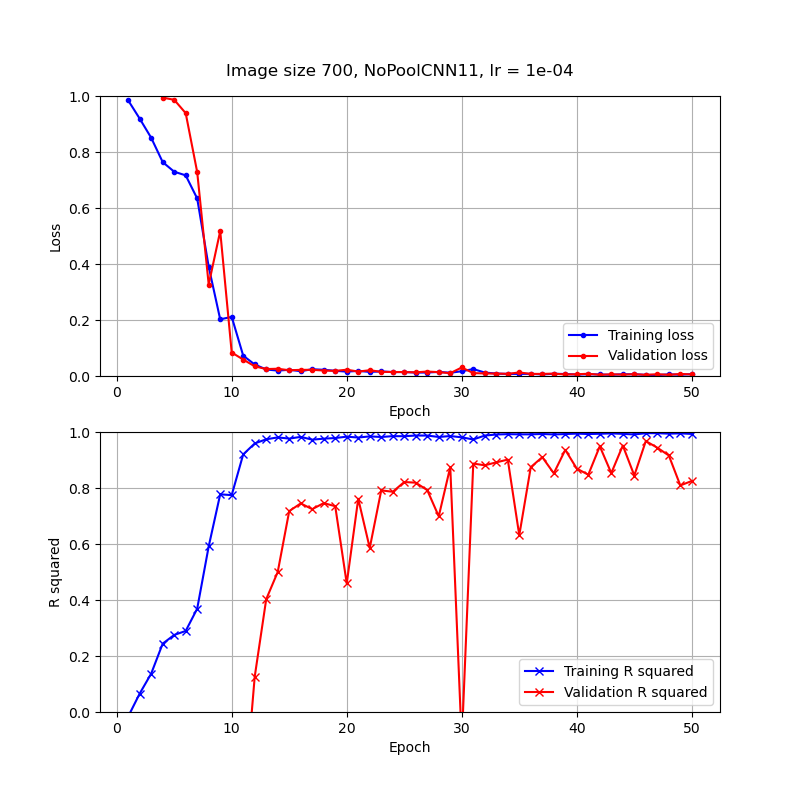 Image size 700, NoPoolCNN11, lr = 1e-04
1.0
0.8
0.6
0.4
0.2
0.0
Loss
0 10 20 30 40 50
Epoch
Training loss
Validation loss
1.0
0.8
0.6
0.4
0.2
0.0
R squared
0 10 20 30 40 50
Epoch
Training R squared
Validation R squared